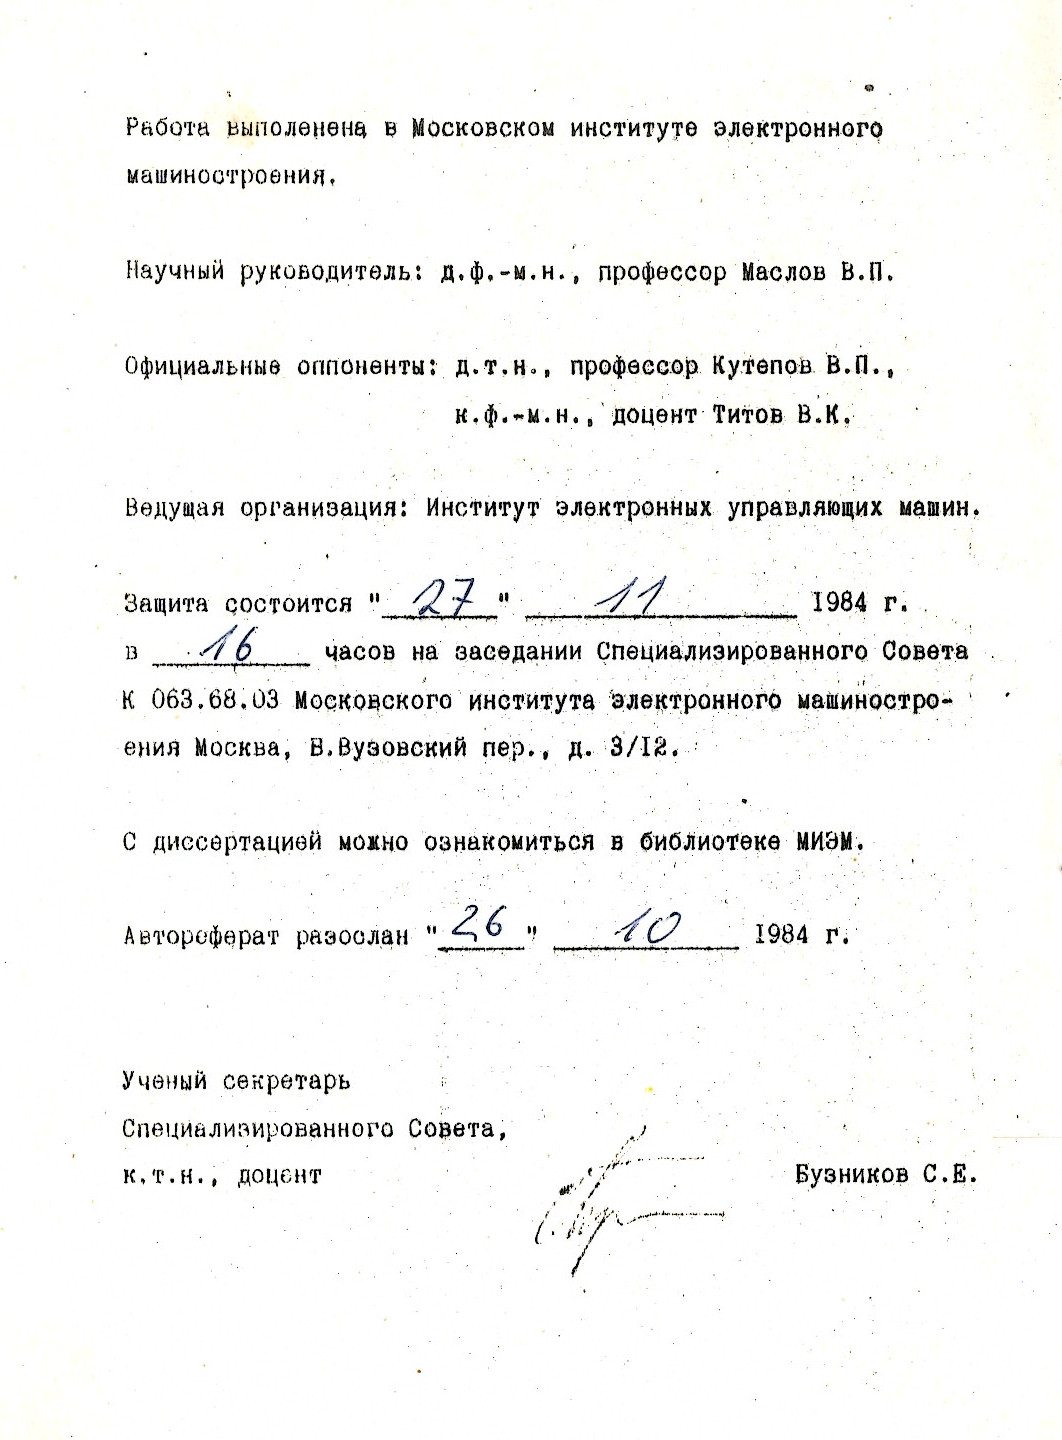 Работа выполенена в Московском институте электронного
машиностроения.
Научный руководитель: д.ф.-м.н., профессор Маслов В.П.
Официальные оппоненты: д.т.н., профессор Кутепов В.П.,
к.ф.-м.н., доцент Титов В.К.
Ведущая организация: Институт электронных управляющих машин.
Защита состоится "27" 11 1984 г.
в 16 часов на заседании Специализированного Совета
К 063.68.03 Московского института электронного машиностро-
ения Москва, Б.Вузовский пер., д. 3/12.
С диссертацией можно ознакомиться в библиотеке МИЭМ.
Автореферат разослан "26" 10 1984 г.
Ученый секретарь
Специализированного Совета,
к.т.н., доцент Бузников С.Е.